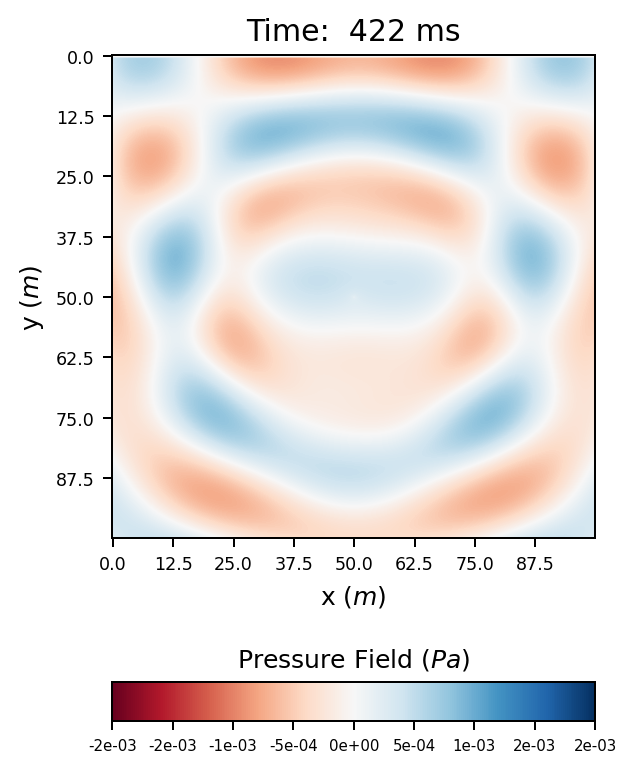 Time: 422 ms
0.0
12.5
25.0
37.5
50.0
62.5
75.0
87.5
y (m)
0.0 12.5 25.0 37.5 50.0 62.5 75.0 87.5
x (m)
Pressure Field (Pa)
-2e-03 -2e-03 -1e-03 -5e-04 0e+00 5e-04 1e-03 2e-03 2e-03